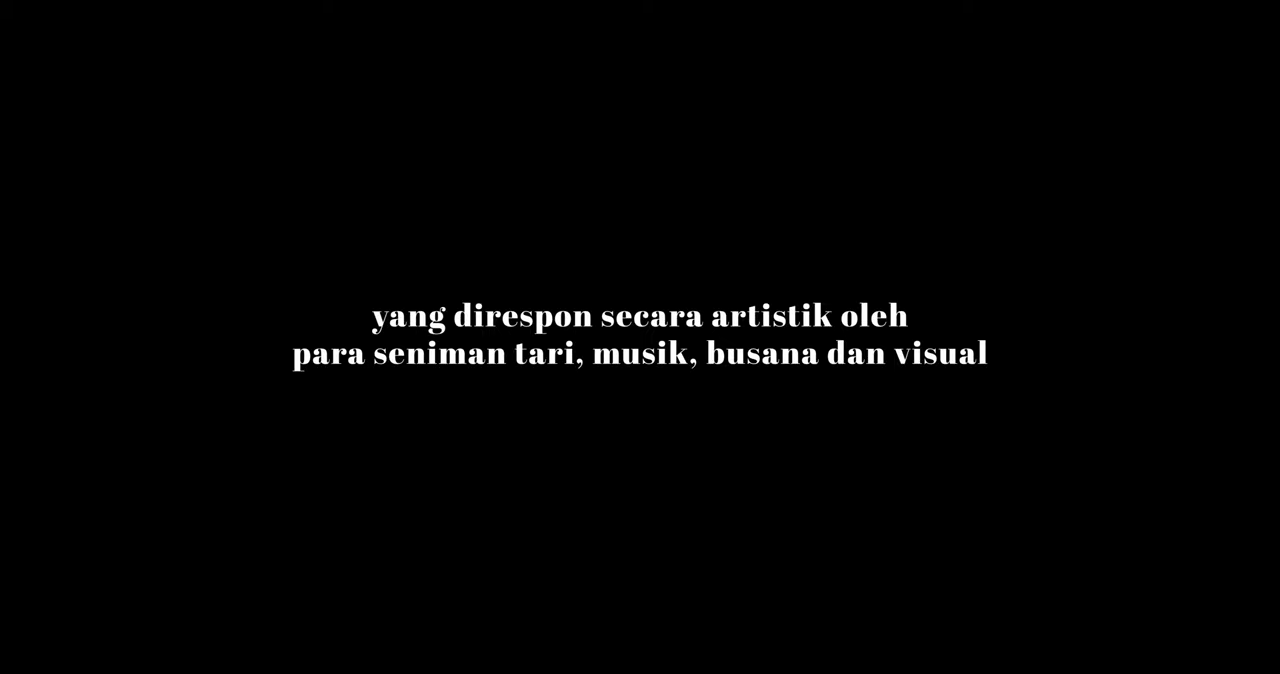 yang direspon secara artistik oleh
para seniman tari, musik, busana dan visual